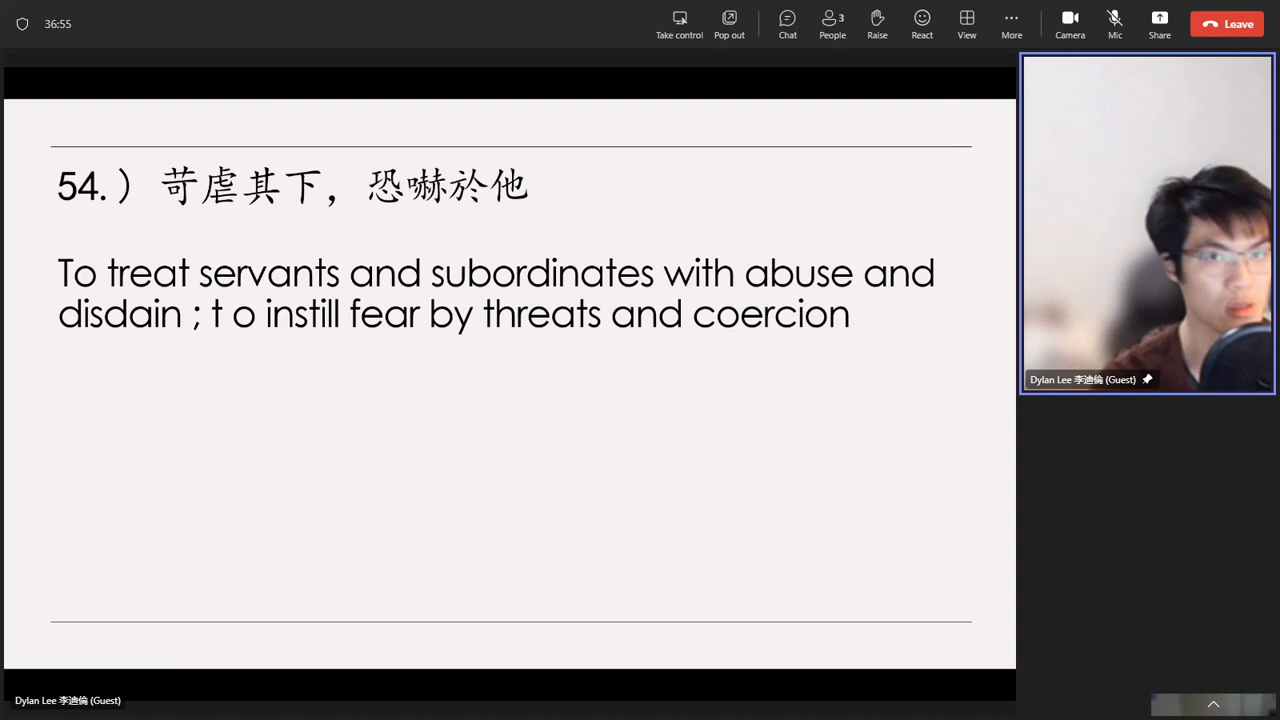 36:55
Take control
Pop out
Chat
3
People
Raise
React
View
More
Camera
Mic
Share
Leave
54. ）苛虐其下，恐嚇於他
To treat servants and subordinates with abuse and
disdain ; t o instill fear by threats and coercion
Dylan Lee 李迪倫 (Guest)
Dylan Lee 李迪倫 (Guest)